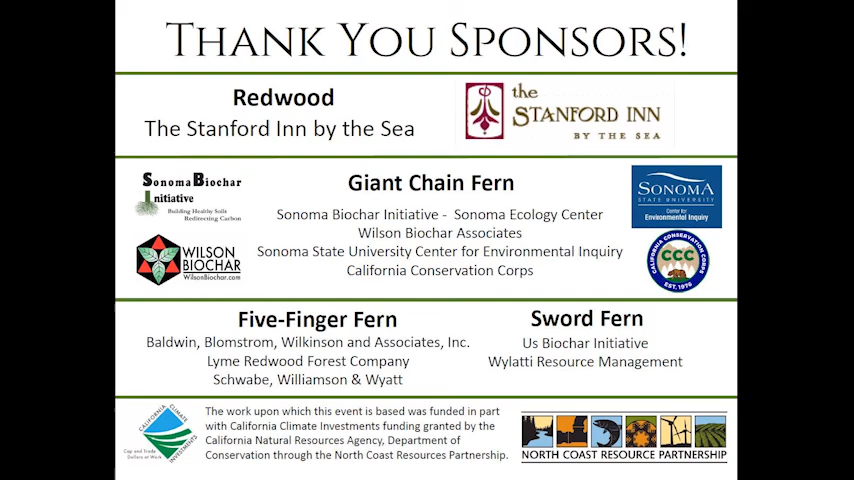 THANK YOU SPONSORS!
Redwood
The Stanford Inn by the Sea
the
STANFORD INN
BY THE SEA
Sonoma Biochar
Initiative
Building Healthy Soils
Redirecting Carbon
WILSON
BIOCHAR
WilsonBiochar.com
Giant Chain Fern
Sonoma Biochar Initiative - Sonoma Ecology Center
Wilson Biochar Associates
Sonoma State University Center for Environmental Inquiry
California Conservation Corps
SONOMA
STATE UNIVERSITY
Center for
Environmental Inquiry
CALIFORNIA CONSERVATION CORPS
CCC
EST. 1976
Five-Finger Fern
Baldwin, Blomstrom, Wilkinson and Associates, Inc.
Lyme Redwood Forest Company
Schwabe, Williamson & Wyatt
Sword Fern
Us Biochar Initiative
Wylatti Resource Management
CALIFORNIA CLIMATE
INVESTMENTS
Cap and Trade
Dollars at Work
The work upon which this event is based was funded in part
with California Climate Investments funding granted by the
California Natural Resources Agency, Department of
Conservation through the North Coast Resources Partnership.
NORTH COAST RESOURCE PARTNERSHIP